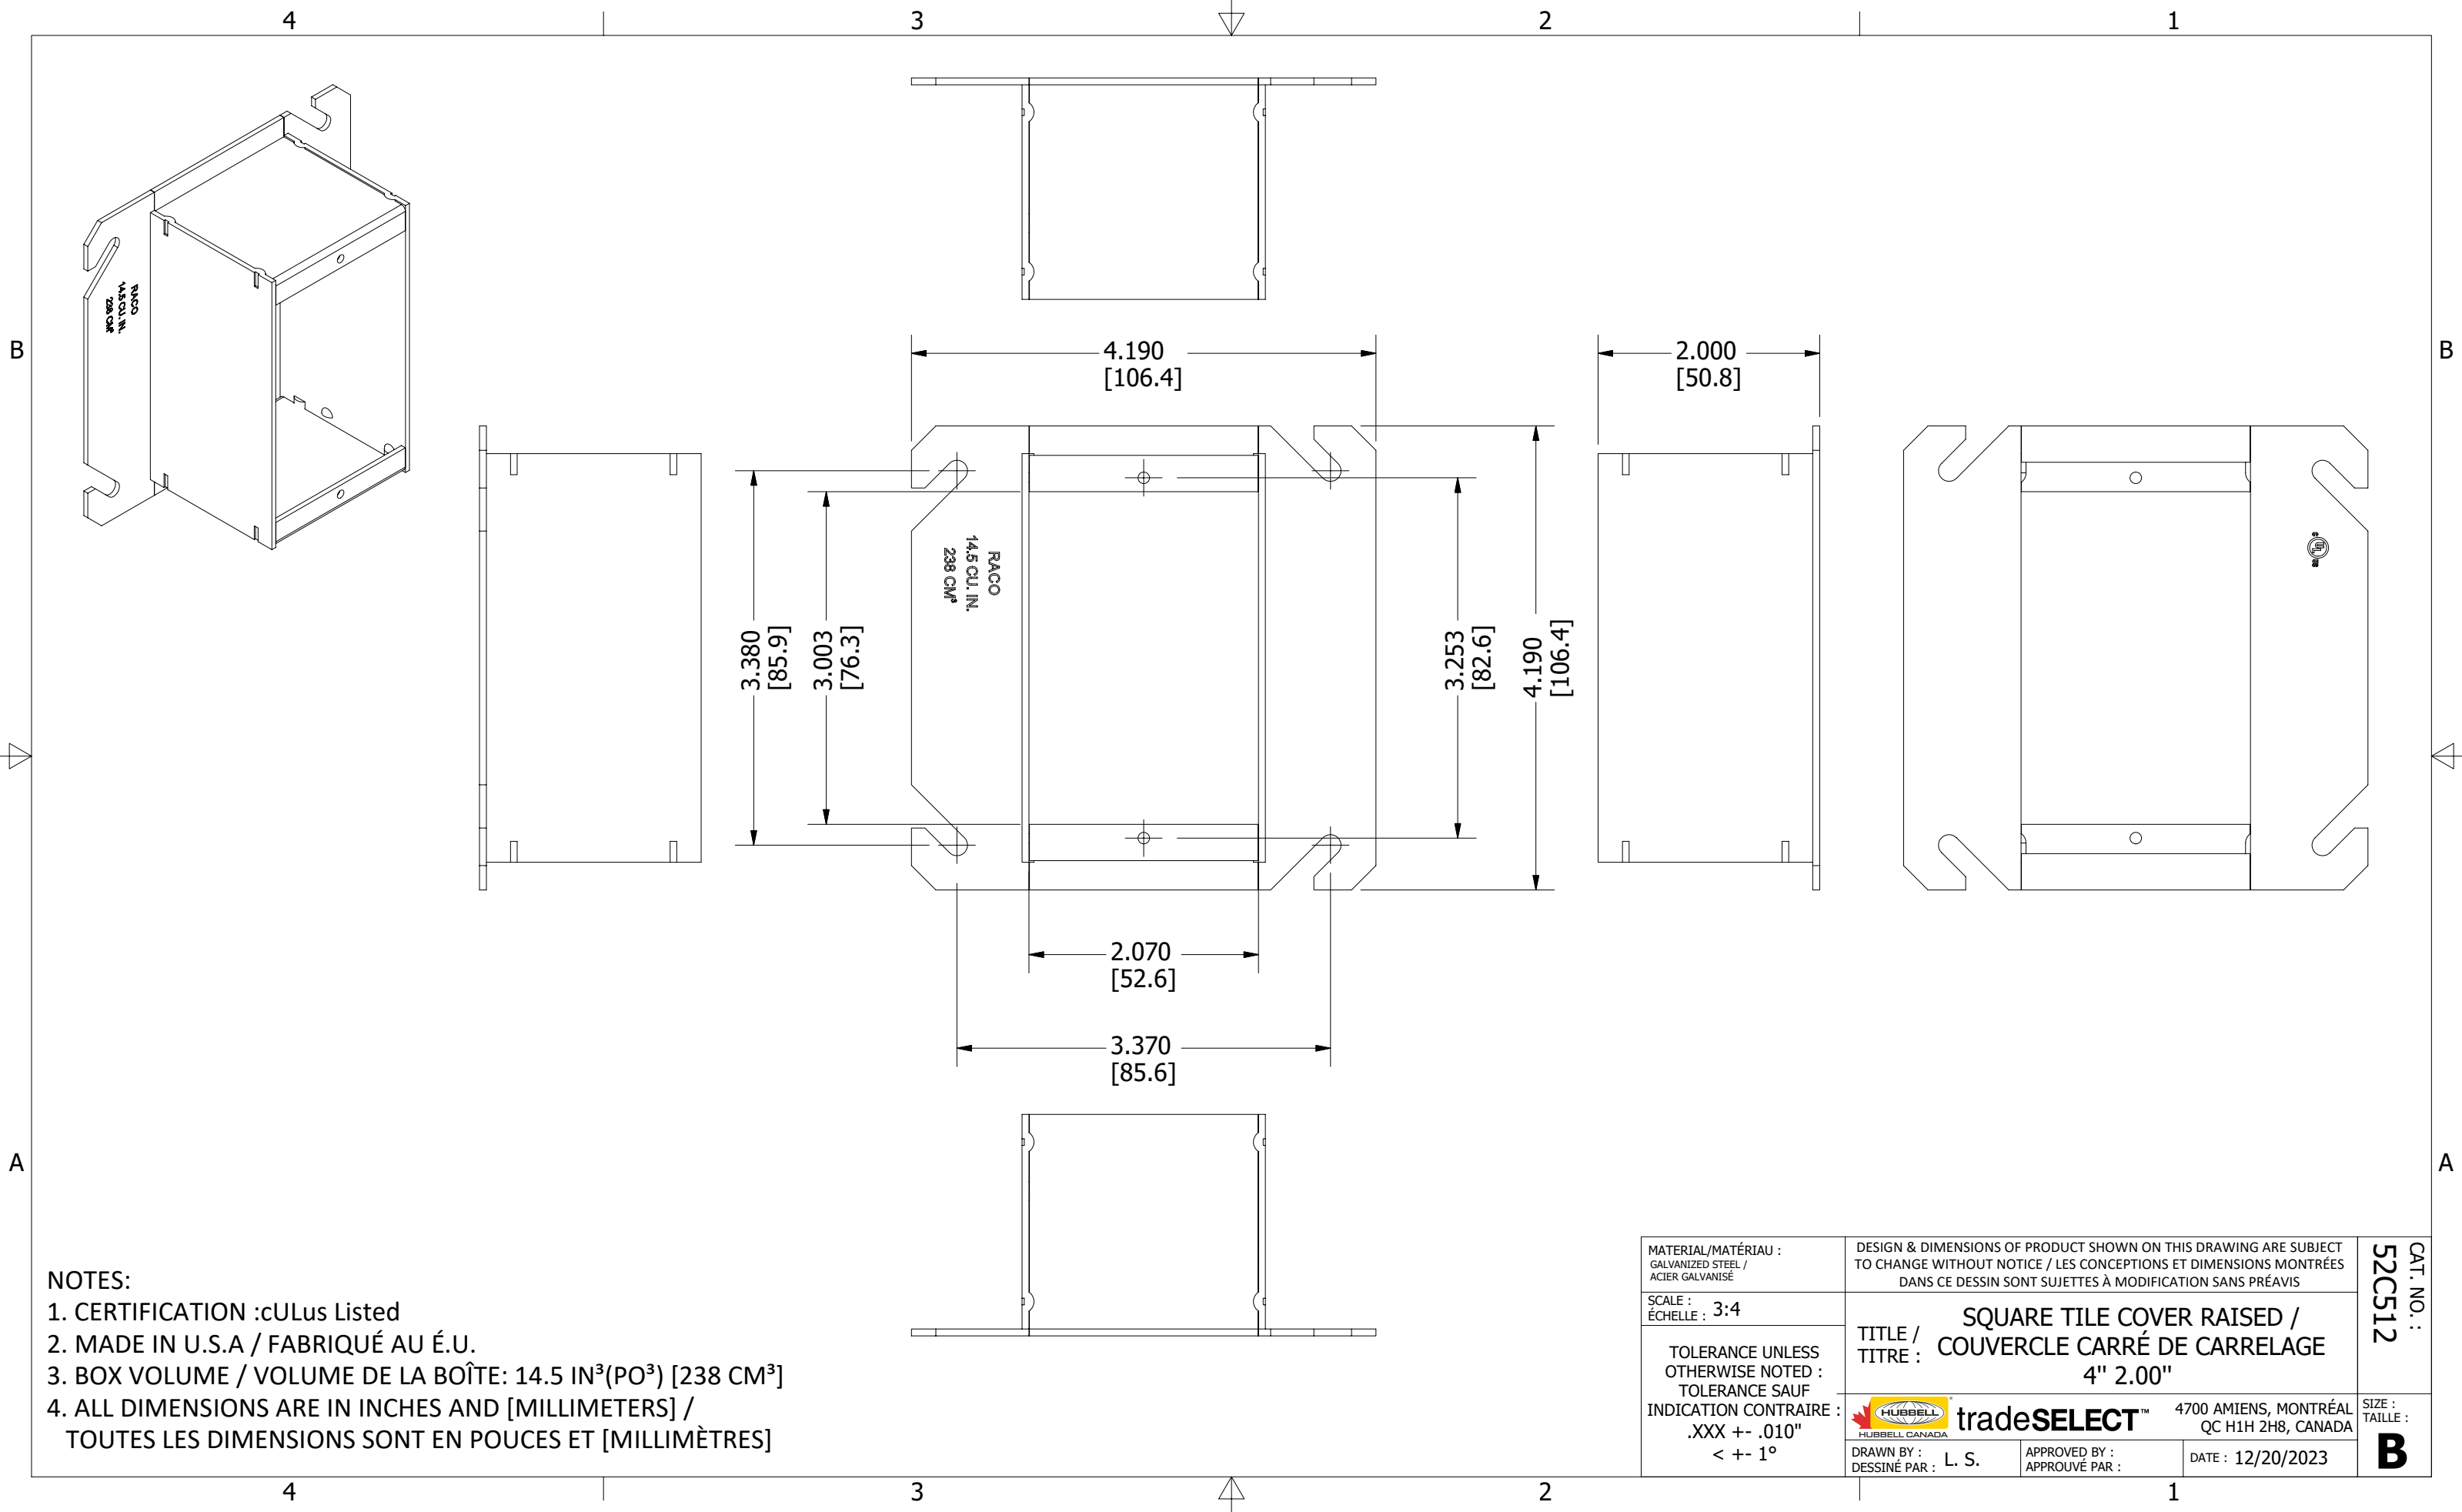 4 3 2 1
B B
RACO
14.5 CU. IN.
238 CM³
4.190
[106.4]
2.000
[50.8]
3.380
[85.9]
3.003
[76.3]
RACO
14.5 CU. IN.
238 CM³
3.253
[82.6]
4.190
[106.4]
c UL us
2.070
[52.6]
3.370
[85.6]
A A
NOTES:
1. CERTIFICATION :cULus Listed
2. MADE IN U.S.A / FABRIQUÉ AU É.U.
3. BOX VOLUME / VOLUME DE LA BOÎTE: 14.5 IN³(PO³) [238 CM³]
4. ALL DIMENSIONS ARE IN INCHES AND [MILLIMETERS] /
TOUTES LES DIMENSIONS SONT EN POUCES ET [MILLIMÈTRES]
MATERIAL/MATÉRIAU :
GALVANIZED STEEL /
ACIER GALVANISÉ
SCALE :
ÉCHELLE : 3:4
TOLERANCE UNLESS
OTHERWISE NOTED :
TOLERANCE SAUF
INDICATION CONTRAIRE :
.XXX +- .010"
< +- 1°
DESIGN & DIMENSIONS OF PRODUCT SHOWN ON THIS DRAWING ARE SUBJECT
TO CHANGE WITHOUT NOTICE / LES CONCEPTIONS ET DIMENSIONS MONTRÉES
DANS CE DESSIN SONT SUJETTES À MODIFICATION SANS PRÉAVIS
TITLE /
TITRE :
SQUARE TILE COVER RAISED /
COUVERCLE CARRÉ DE CARRELAGE
4" 2.00"
HUBBELL
HUBBELL CANADA
tradeSELECT™
4700 AMIENS, MONTRÉAL
QC H1H 2H8, CANADA
DRAWN BY :
DESSINÉ PAR : L. S.
APPROVED BY :
APPROUVÉ PAR :
DATE : 12/20/2023
CAT. NO. :
52C512
SIZE :
TAILLE :
B
4 3 2 1